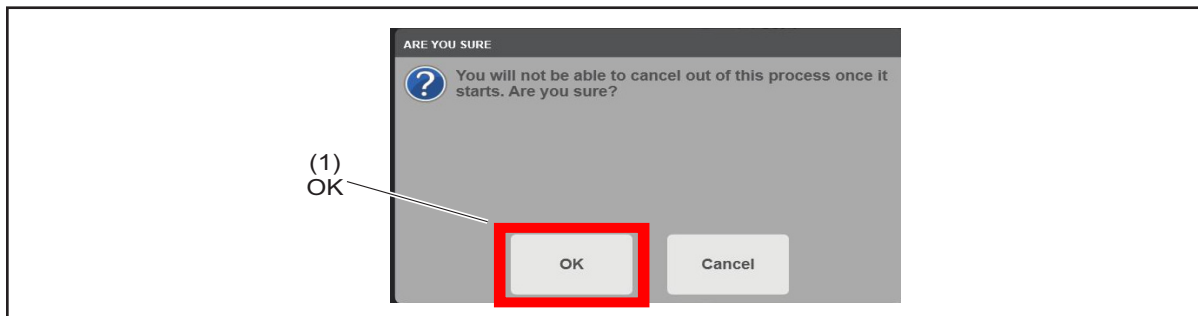 ARE YOU SURE
You will not be able to cancel out of this process once it
starts. Are you sure?
(1)
OK
OK
Cancel